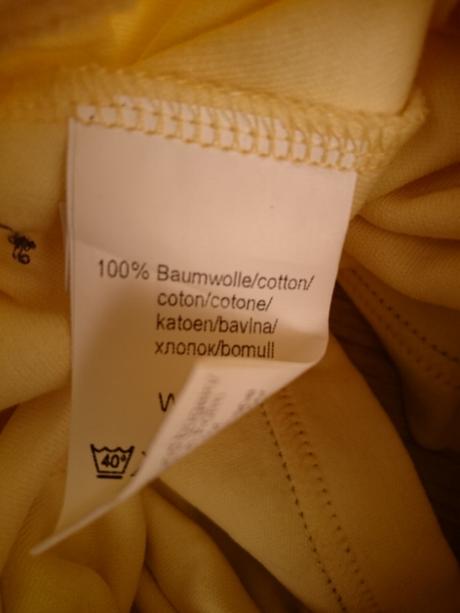 100% Baumwolle/cotton/
coton/cotone/
katoen/bavlna/
хлопок/bomull
40°